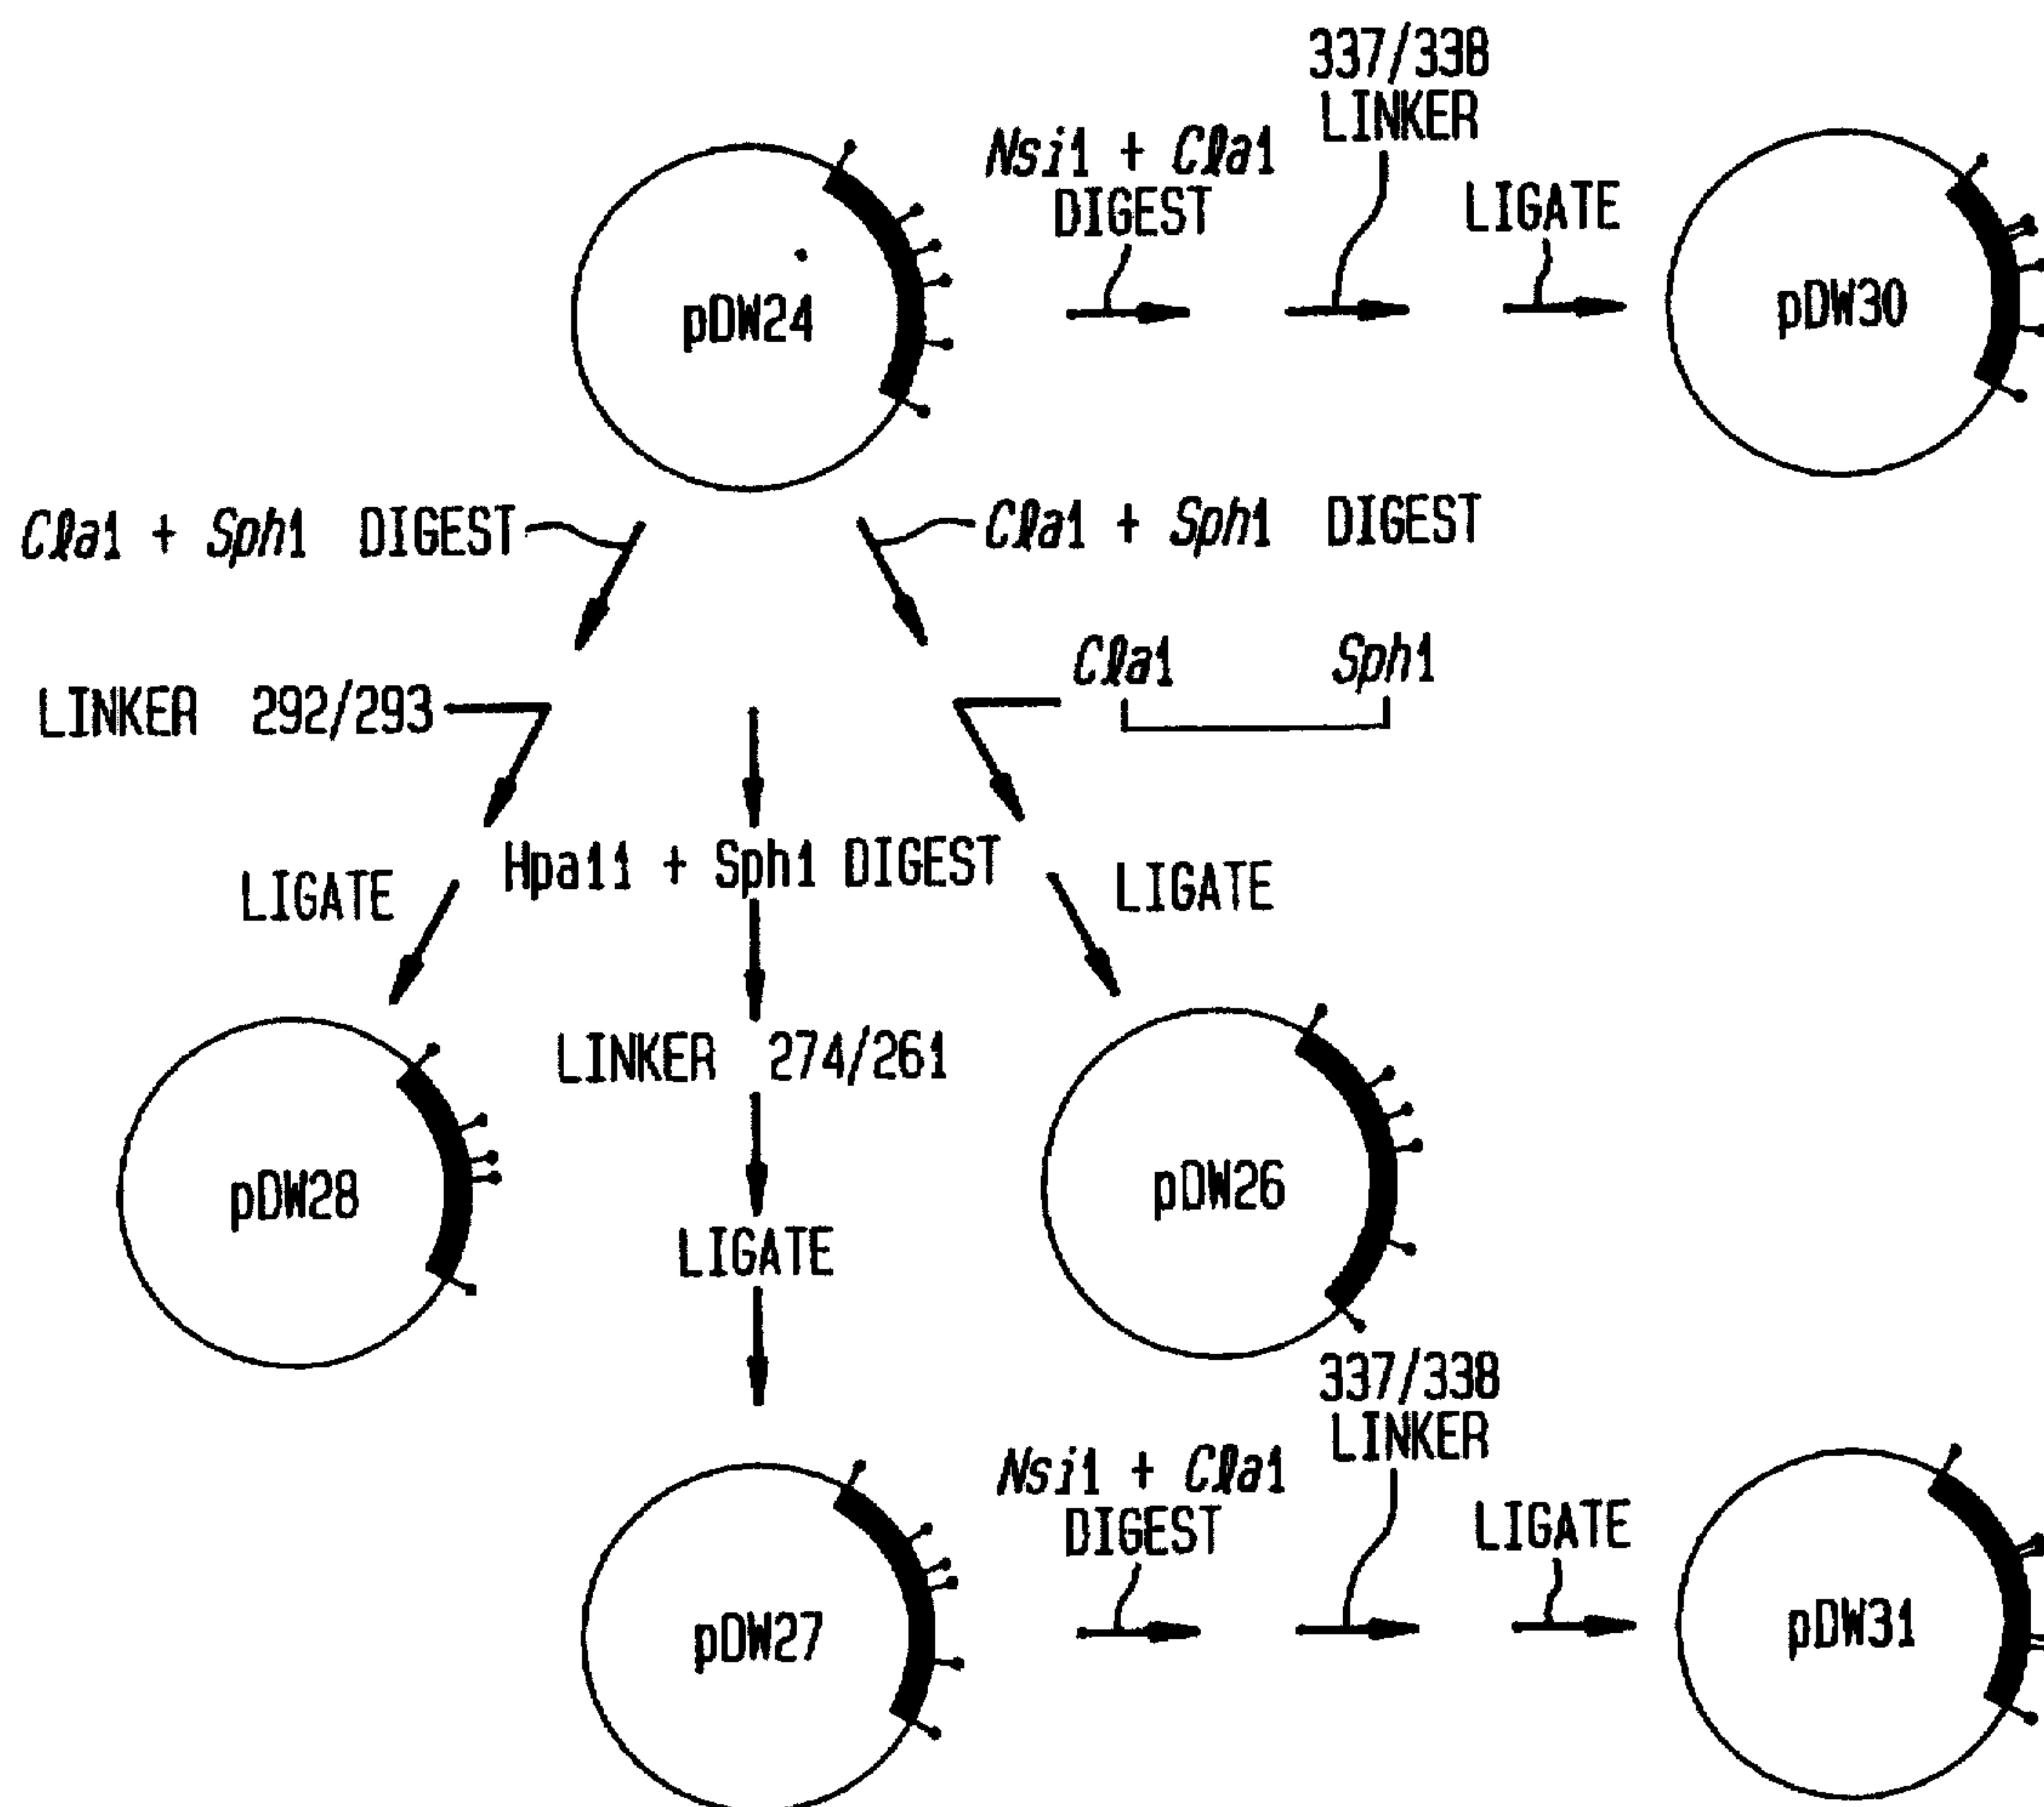 337/338
LINKER
Nsi1 + Cla1
DIGEST
LIGATE
pDW24
pDW30
Cla1 + Sph1 DIGEST
Cla1 + Sph1 DIGEST
Cla1 Sph1
LINKER 292/293
Hpa11 + Sph1 DIGEST
LIGATE
LIGATE
LINKER 274/261
pDW28
pDW26
LIGATE
337/338
LINKER
Nsi1 + Cla1
DIGEST
LIGATE
pDW27
pDW31